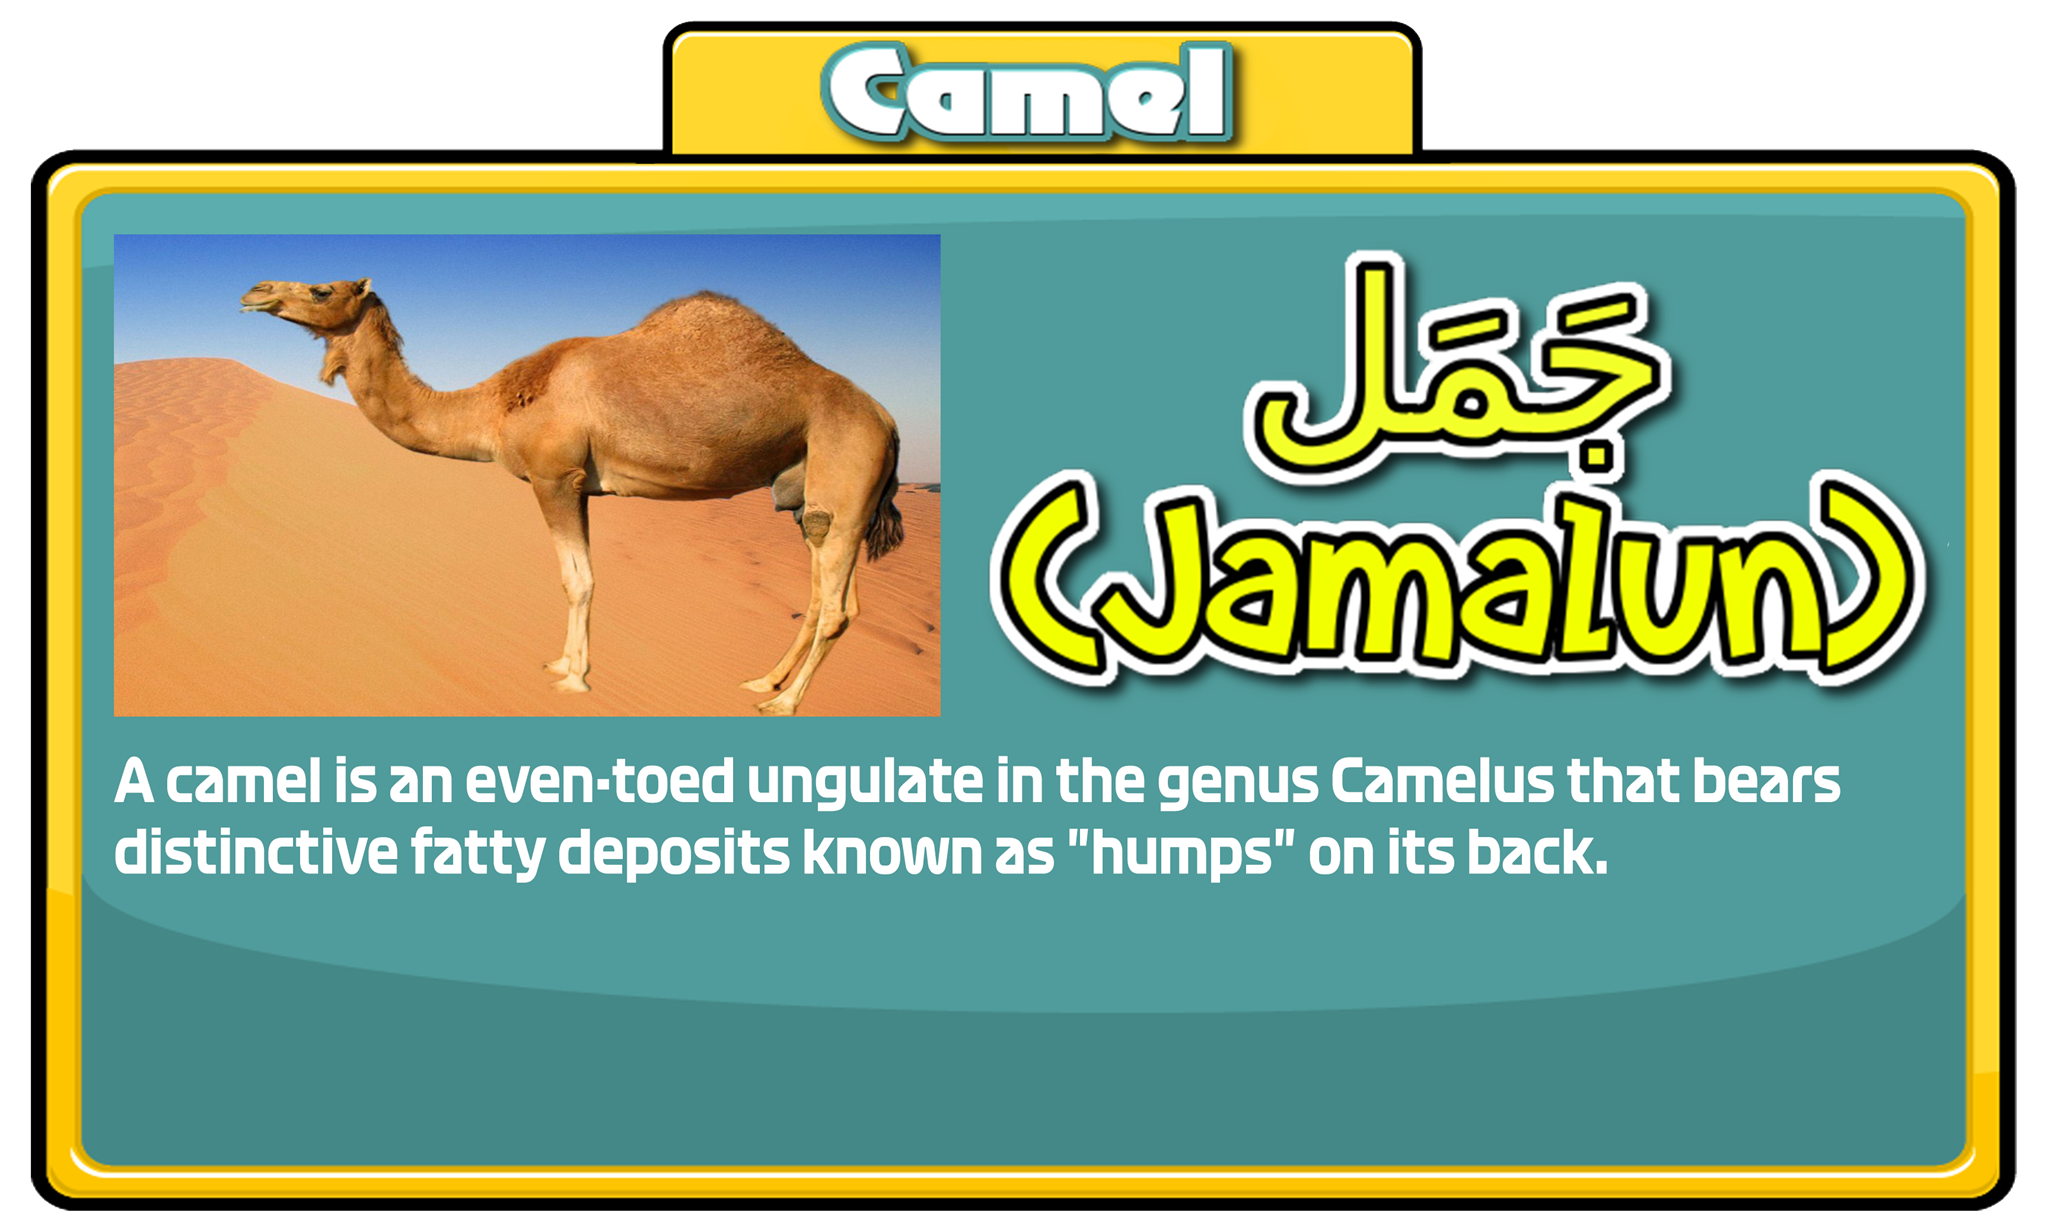 Camel
جَمَل
(Jamalun)
A camel is an even-toed ungulate in the genus Camelus that bears
distinctive fatty deposits known as "humps" on its back.